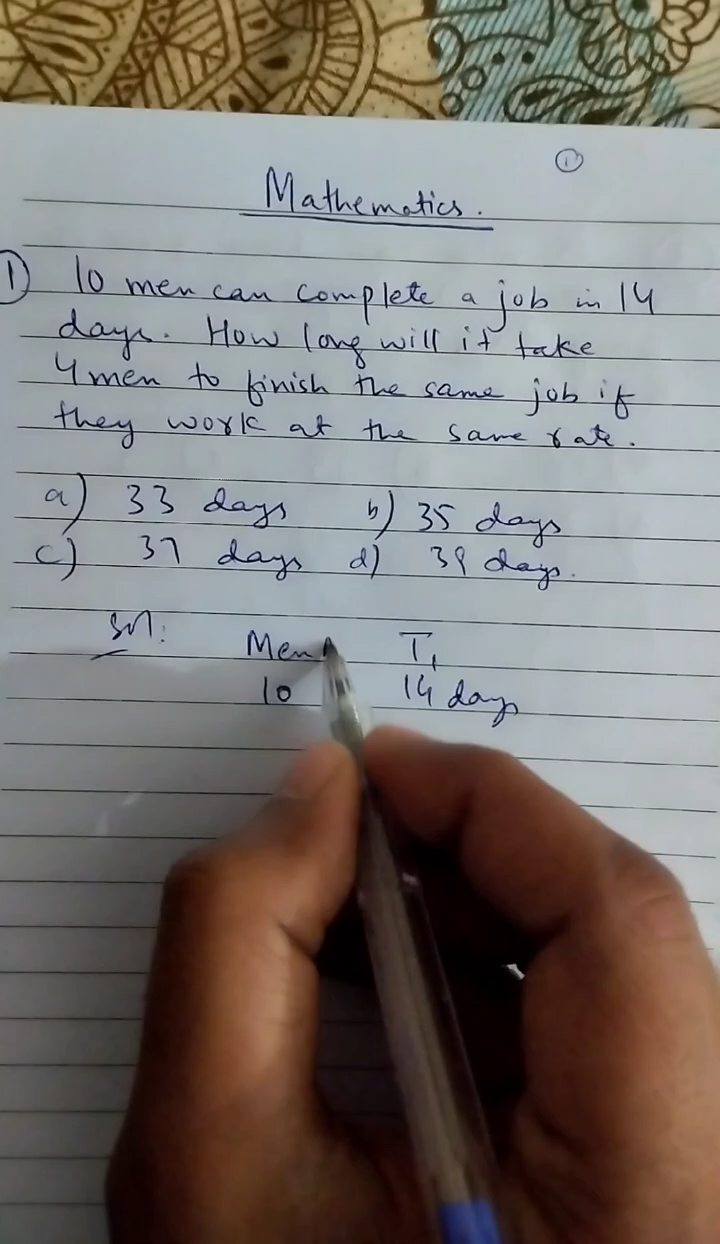 ①
Mathematics.
① 10 men can complete a job in 14
days. How long will it take
4 men to finish the same job if
they work at the same rate.
a) 33 days b) 35 days
c) 37 days d) 39 days.
Sol: Men T₁
10 14 days